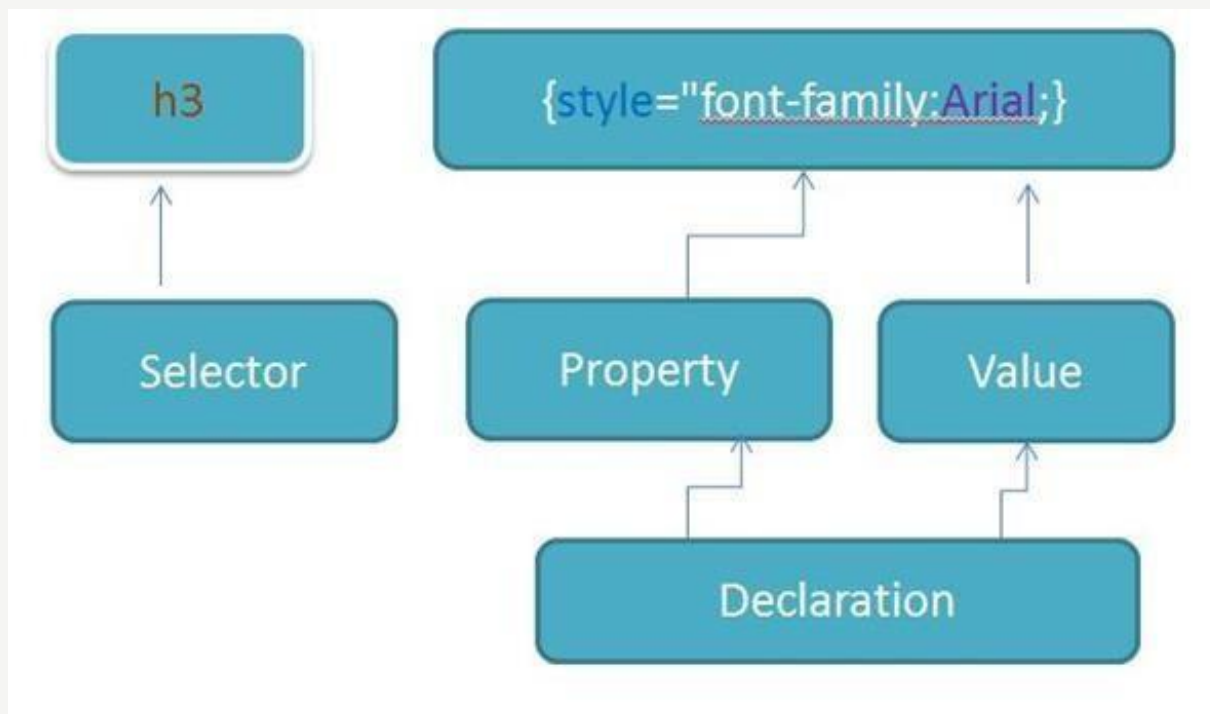 h3
{style="font-family:Arial;}
Selector
Property
Value
Declaration